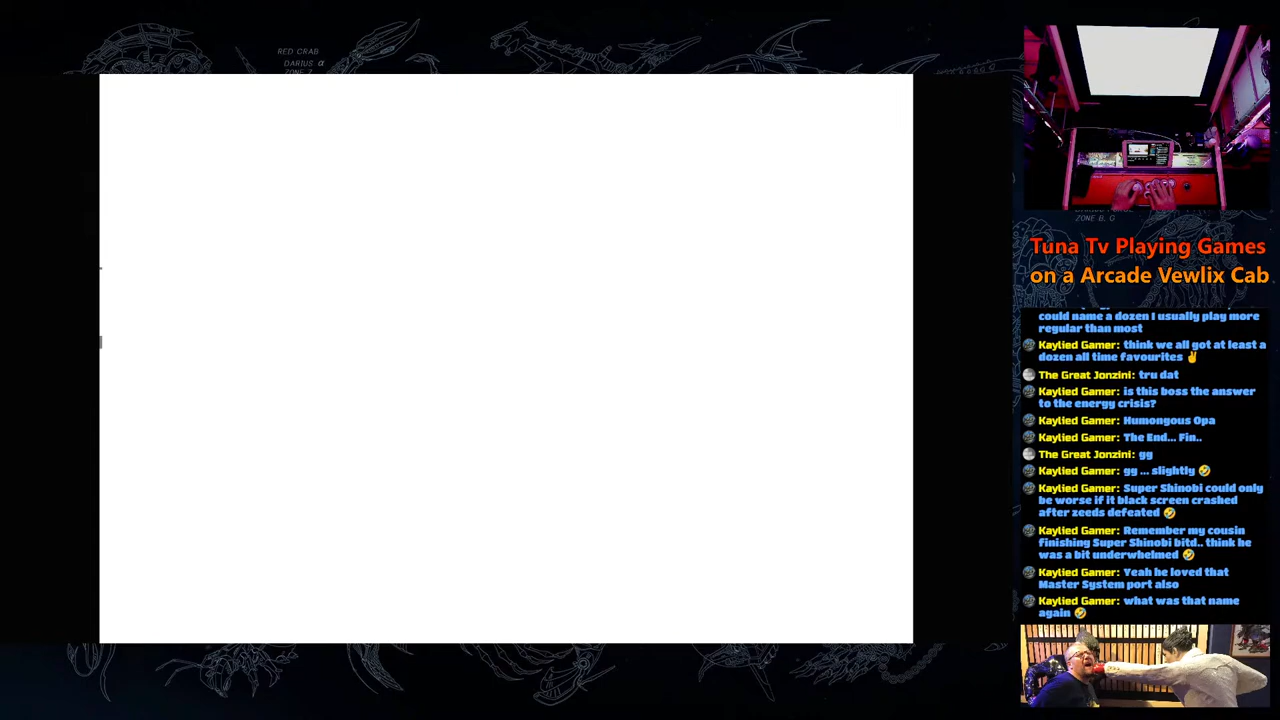 RED CRAB
DARIUS α
ZONE Z
ZONE B, G
Tuna Tv Playing Games
on a Arcade Vewlix Cab
could name a dozen I usually play more
regular than most
Kaylied Gamer: think we all got at least a
dozen all time favourites ✌
The Great Jonzini: tru dat
Kaylied Gamer: is this boss the answer
to the energy crisis?
Kaylied Gamer: Humongous Opa
Kaylied Gamer: The End... Fin..
The Great Jonzini: gg
Kaylied Gamer: gg ... slightly 🤣
Kaylied Gamer: Super Shinobi could only
be worse if it black screen crashed
after zeeds defeated 🤣
Kaylied Gamer: Remember my cousin
finishing Super Shinobi bitd.. think he
was a bit underwhelmed 🤣
Kaylied Gamer: Yeah he loved that
Master System port also
Kaylied Gamer: what was that name
again 🤣